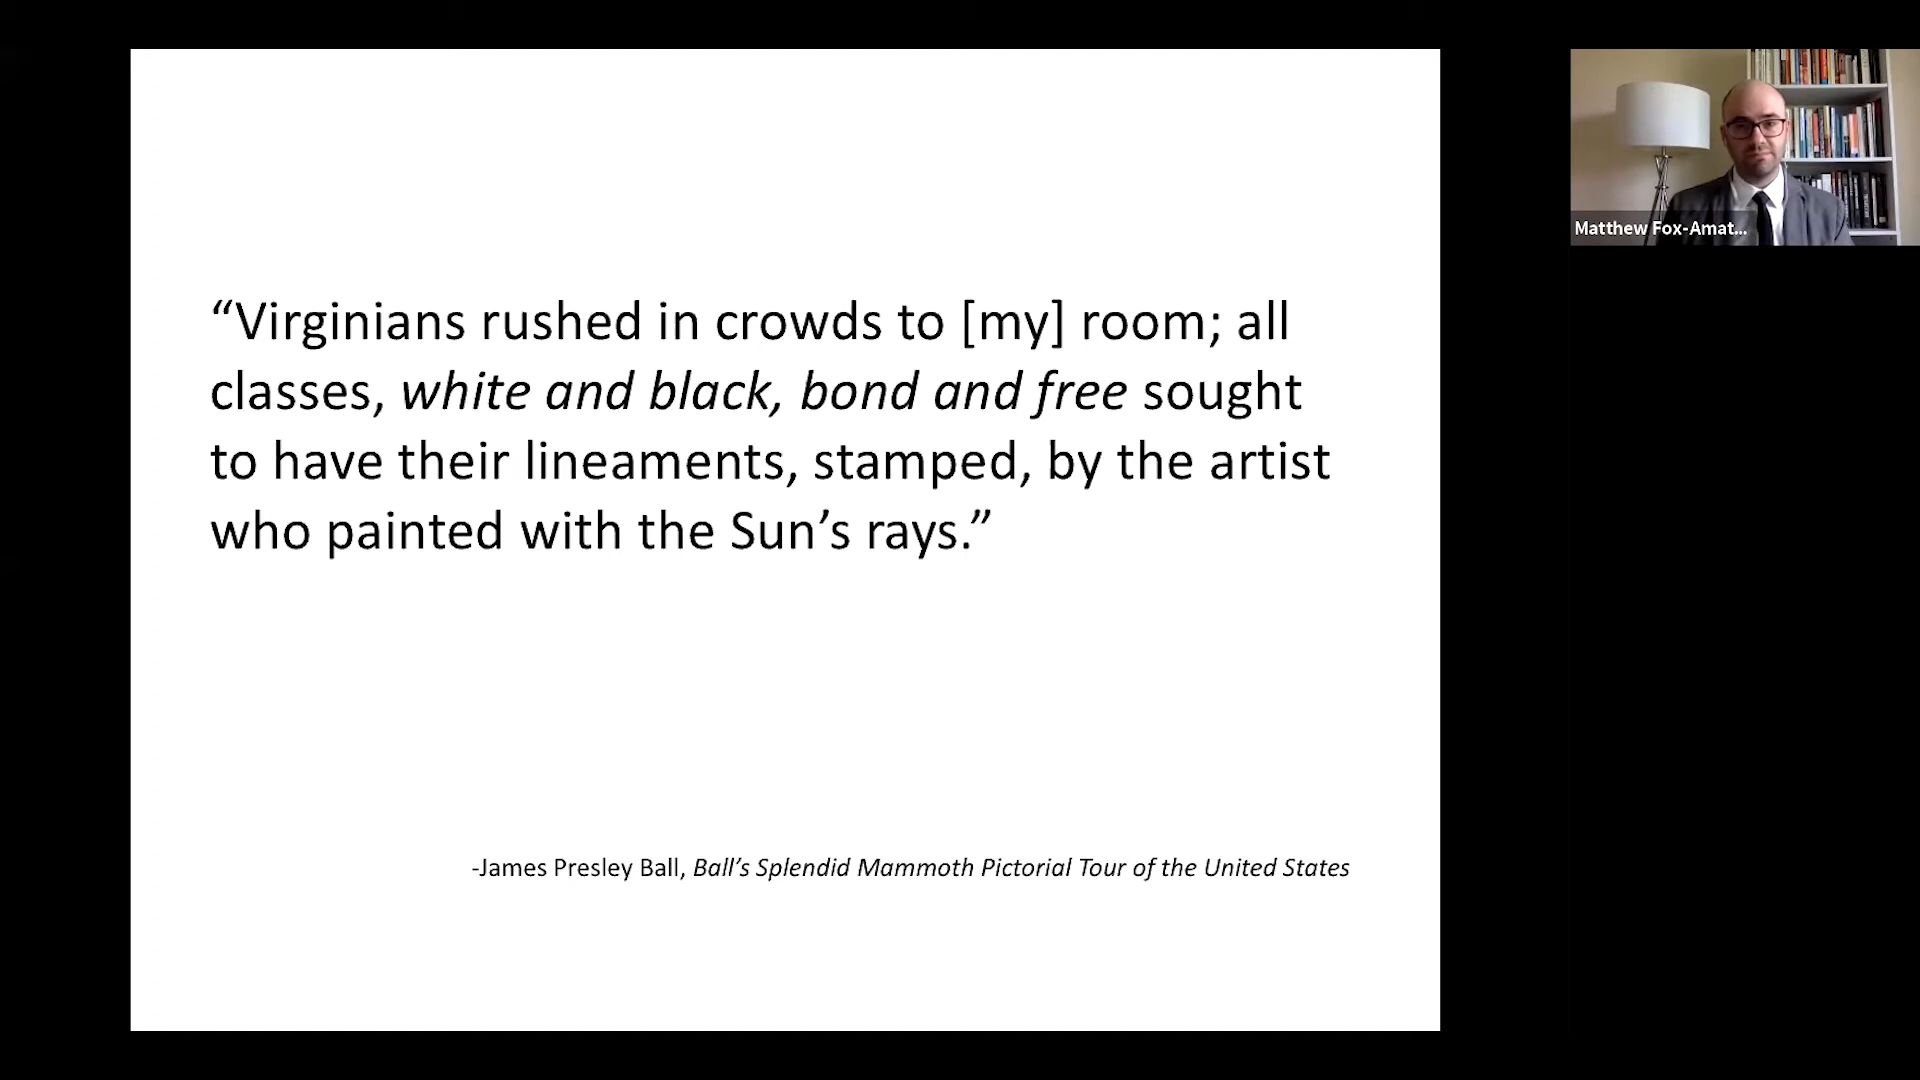 “Virginians rushed in crowds to [my] room; all
classes, white and black, bond and free sought
to have their lineaments, stamped, by the artist
who painted with the Sun’s rays.”
-James Presley Ball, Ball’s Splendid Mammoth Pictorial Tour of the United States
Matthew Fox-Amat...